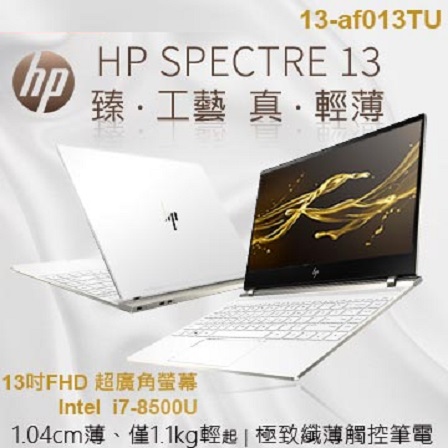 13-af013TU
hp HP SPECTRE 13
臻·工藝 真·輕薄
hp
13吋FHD 超廣角螢幕
Intel i7-8500U
1.04cm薄、僅1.1kg輕起 | 極致纖薄觸控筆電